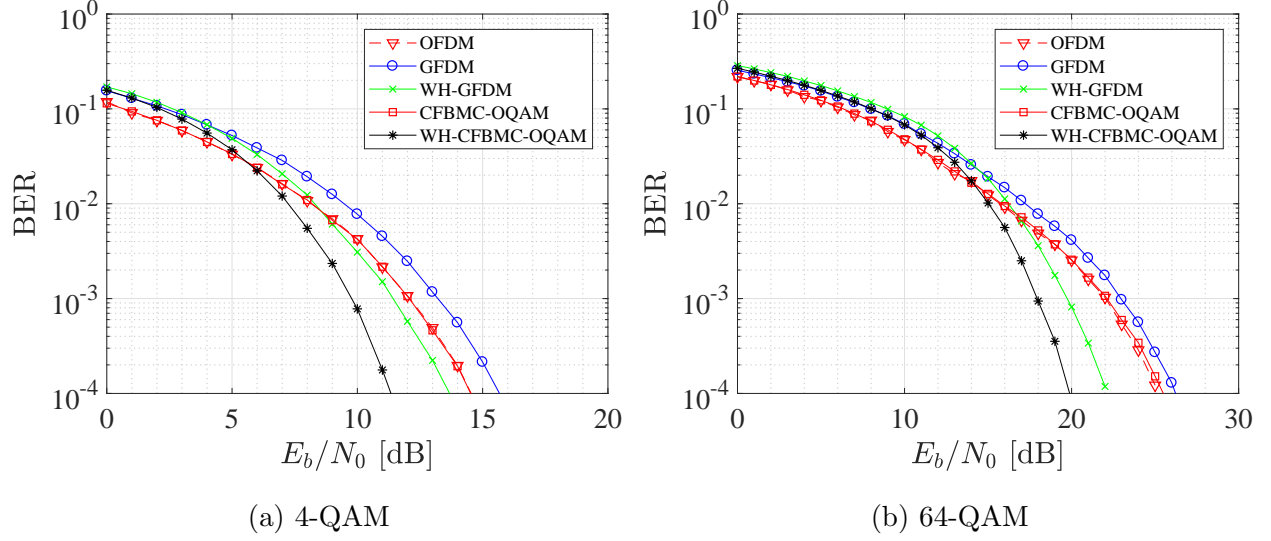 10^0
10^-1
10^-2
10^-3
10^-4
BER
0 5 10 15 20
E_b/N_0 [dB]
OFDM
GFDM
WH-GFDM
CFBMC-OQAM
WH-CFBMC-OQAM
(a) 4-QAM
10^0
10^-1
10^-2
10^-3
10^-4
BER
0 10 20 30
E_b/N_0 [dB]
OFDM
GFDM
WH-GFDM
CFBMC-OQAM
WH-CFBMC-OQAM
(b) 64-QAM